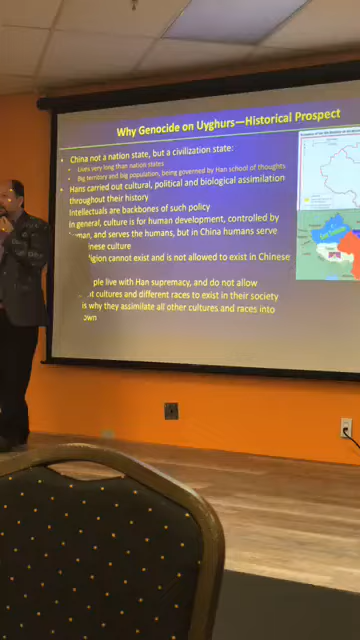 Why Genocide on Uyghurs—Historical Prospect
• China not a nation state, but a civilization state:
◦ Lives very long than nation states
◦ Big territory and big population, being governed by Han school of thoughts
• Hans carried out cultural, political and biological assimilation
throughout their history
Intellectuals are backbones of such policy
In general, culture is for human development, controlled by
and serves the humans, but in China humans serve
culture
cannot exist and is not allowed to exist in Chinese
live with Han supremacy, and do not allow
cultures and different races to exist in their society
is why they assimilate all other cultures and races into
own